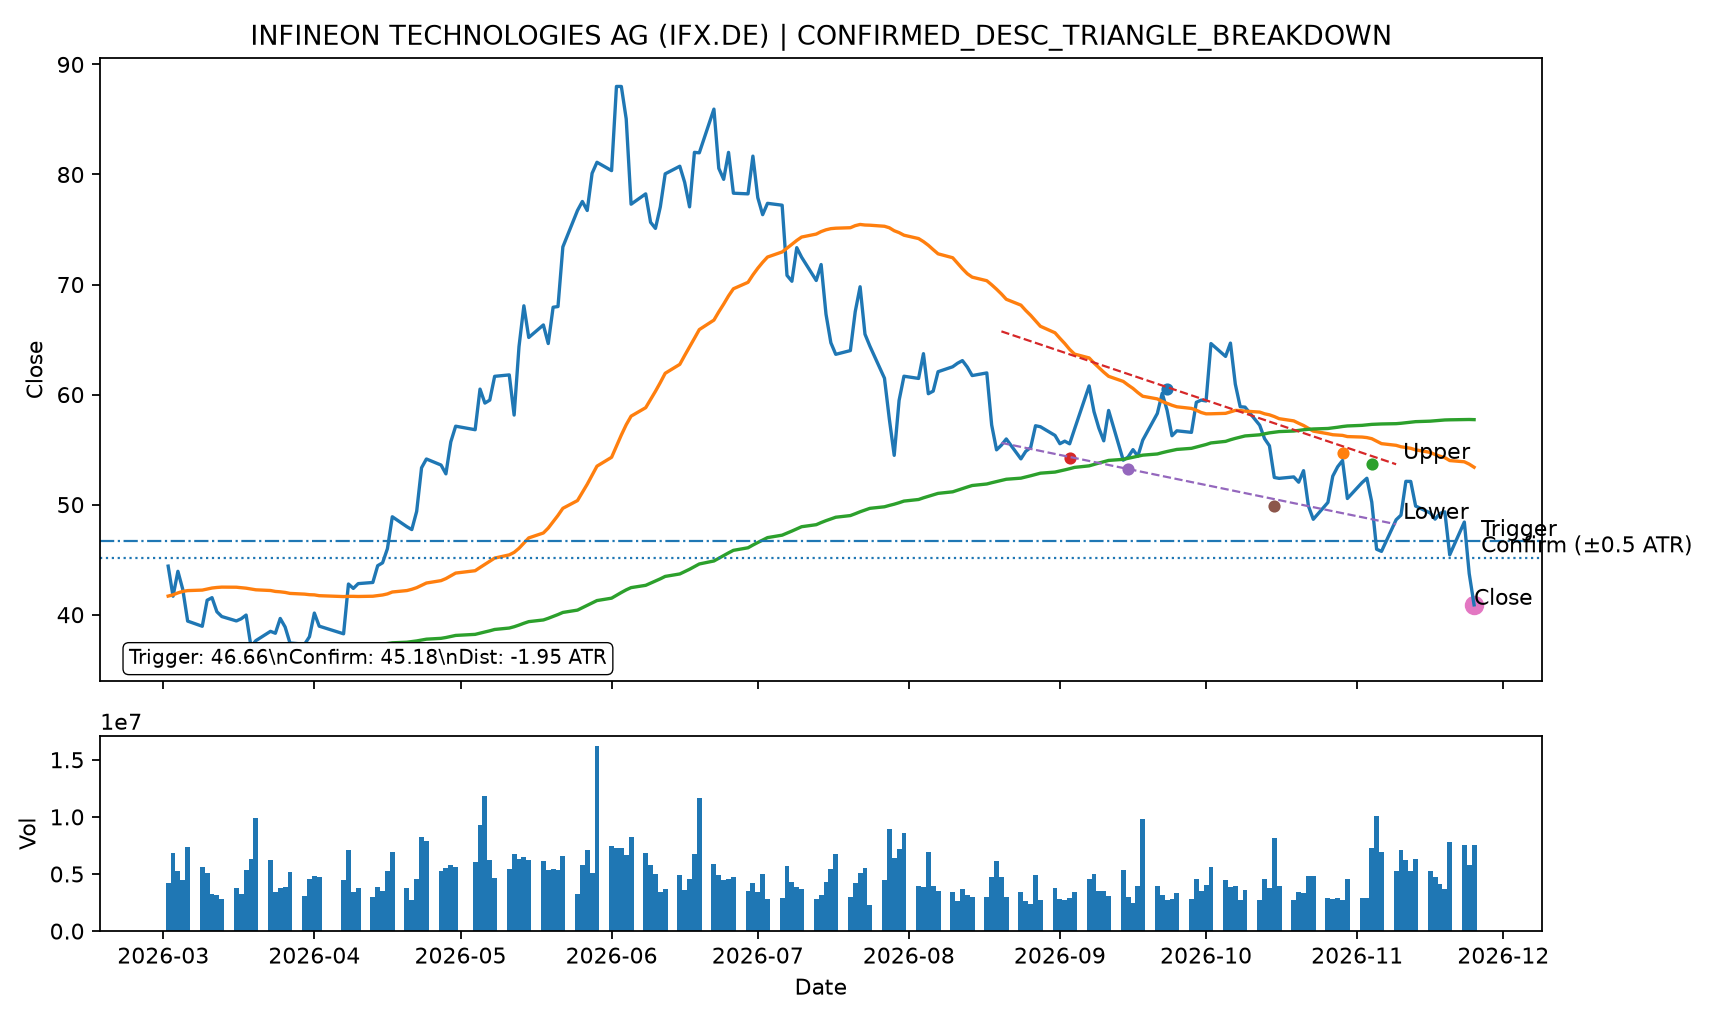 INFINEON TECHNOLOGIES AG (IFX.DE) | CONFIRMED_DESC_TRIANGLE_BREAKDOWN
90
80
70
60
50
40
Close
Upper
Lower
Trigger
Confirm (±0.5 ATR)
Close
Trigger: 46.66\nConfirm: 45.18\nDist: -1.95 ATR
1e7
1.5
1.0
0.5
0.0
Vol
2026-03
2026-04
2026-05
2026-06
2026-07
2026-08
2026-09
2026-10
2026-11
2026-12
Date